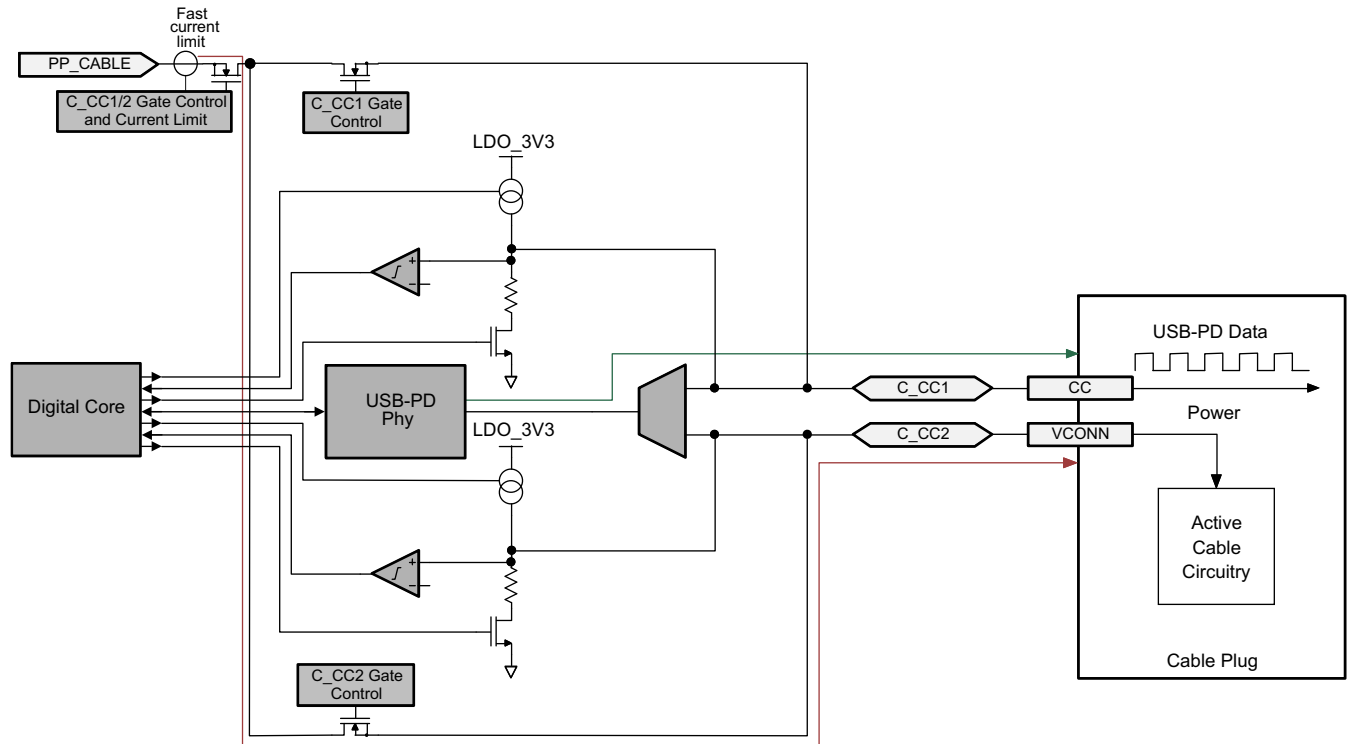 Fast
current
limit
PP_CABLE
C_CC1/2 Gate Control
and Current Limit
C_CC1 Gate
Control
LDO_3V3
+
−
Digital Core
USB-PD
Phy
LDO_3V3
+
−
C_CC2 Gate
Control
C_CC1
C_CC2
CC
VCONN
USB-PD Data
Power
Active
Cable
Circuitry
Cable Plug